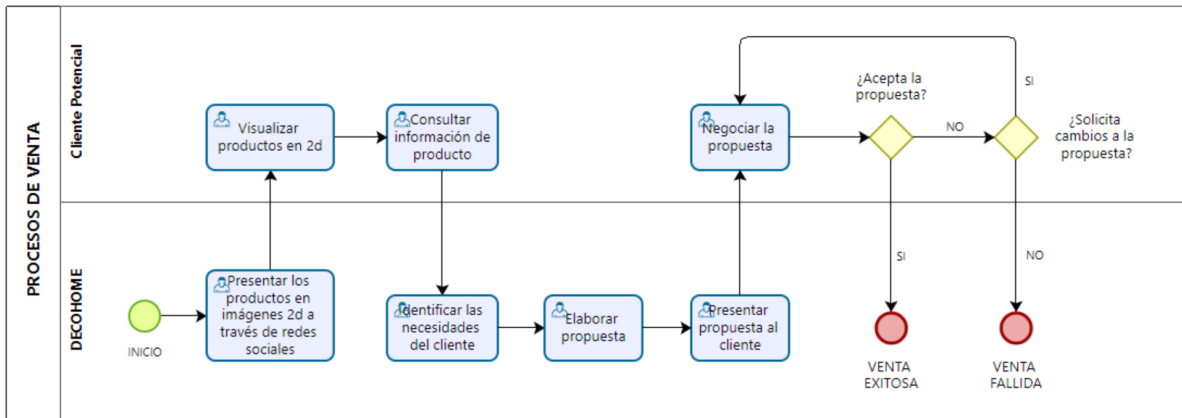 PROCESOS DE VENTA
Cliente Potencial
Visualizar
productos en 2d
Consultar
información de
producto
Negociar la
propuesta
¿Acepta la
propuesta?
NO
SI
¿Solicita
cambios a la
propuesta?
DECOHOME
INICIO
Presentar los
productos en
imágenes 2d a
través de redes
sociales
Identificar las
necesidades
del cliente
Elaborar
propuesta
Presentar
propuesta al
cliente
SI
NO
VENTA
EXITOSA
VENTA
FALLIDA